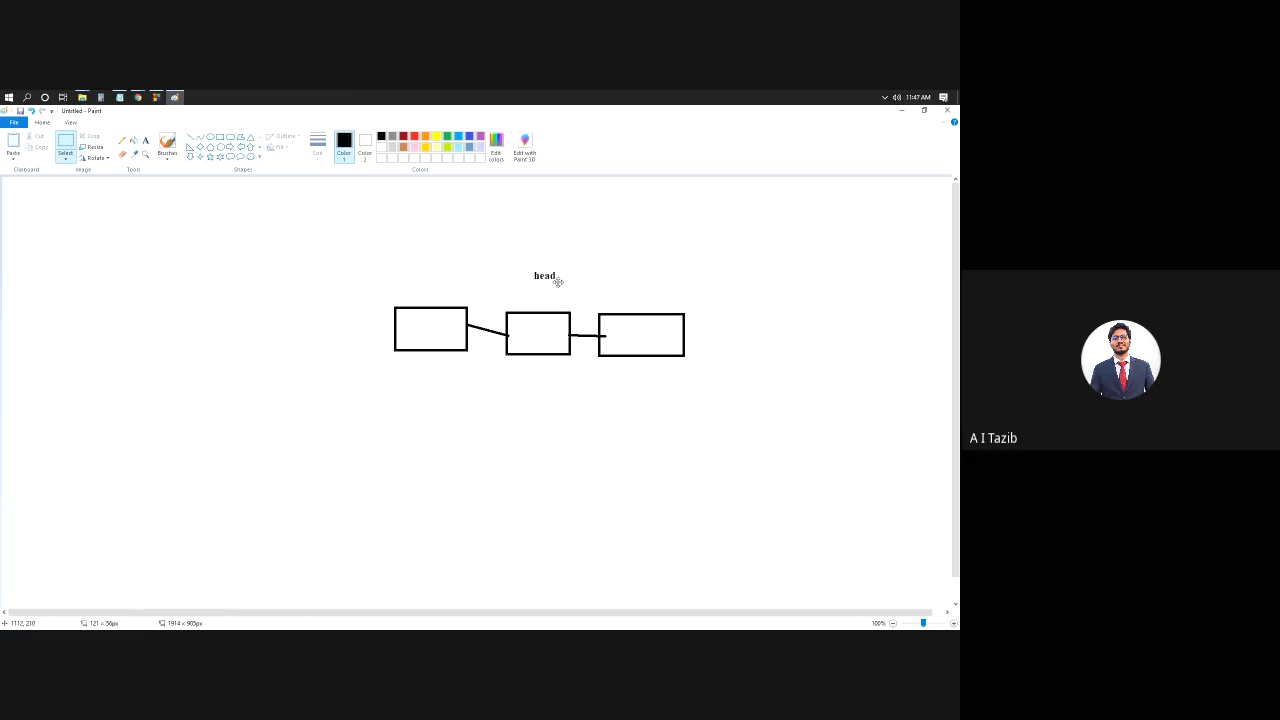 11:47 AM
Untitled - Paint
File
Home
View
Paste
Cut
Copy
Clipboard
Select
Crop
Resize
Rotate
Image
A
Tools
Brushes
Outline
Fill
Shapes
Size
Color 1
Color 2
Edit colors
Edit with Paint 3D
Colors
head
A I Tazib
1112, 210
121 × 56px
1914 × 905px
100%